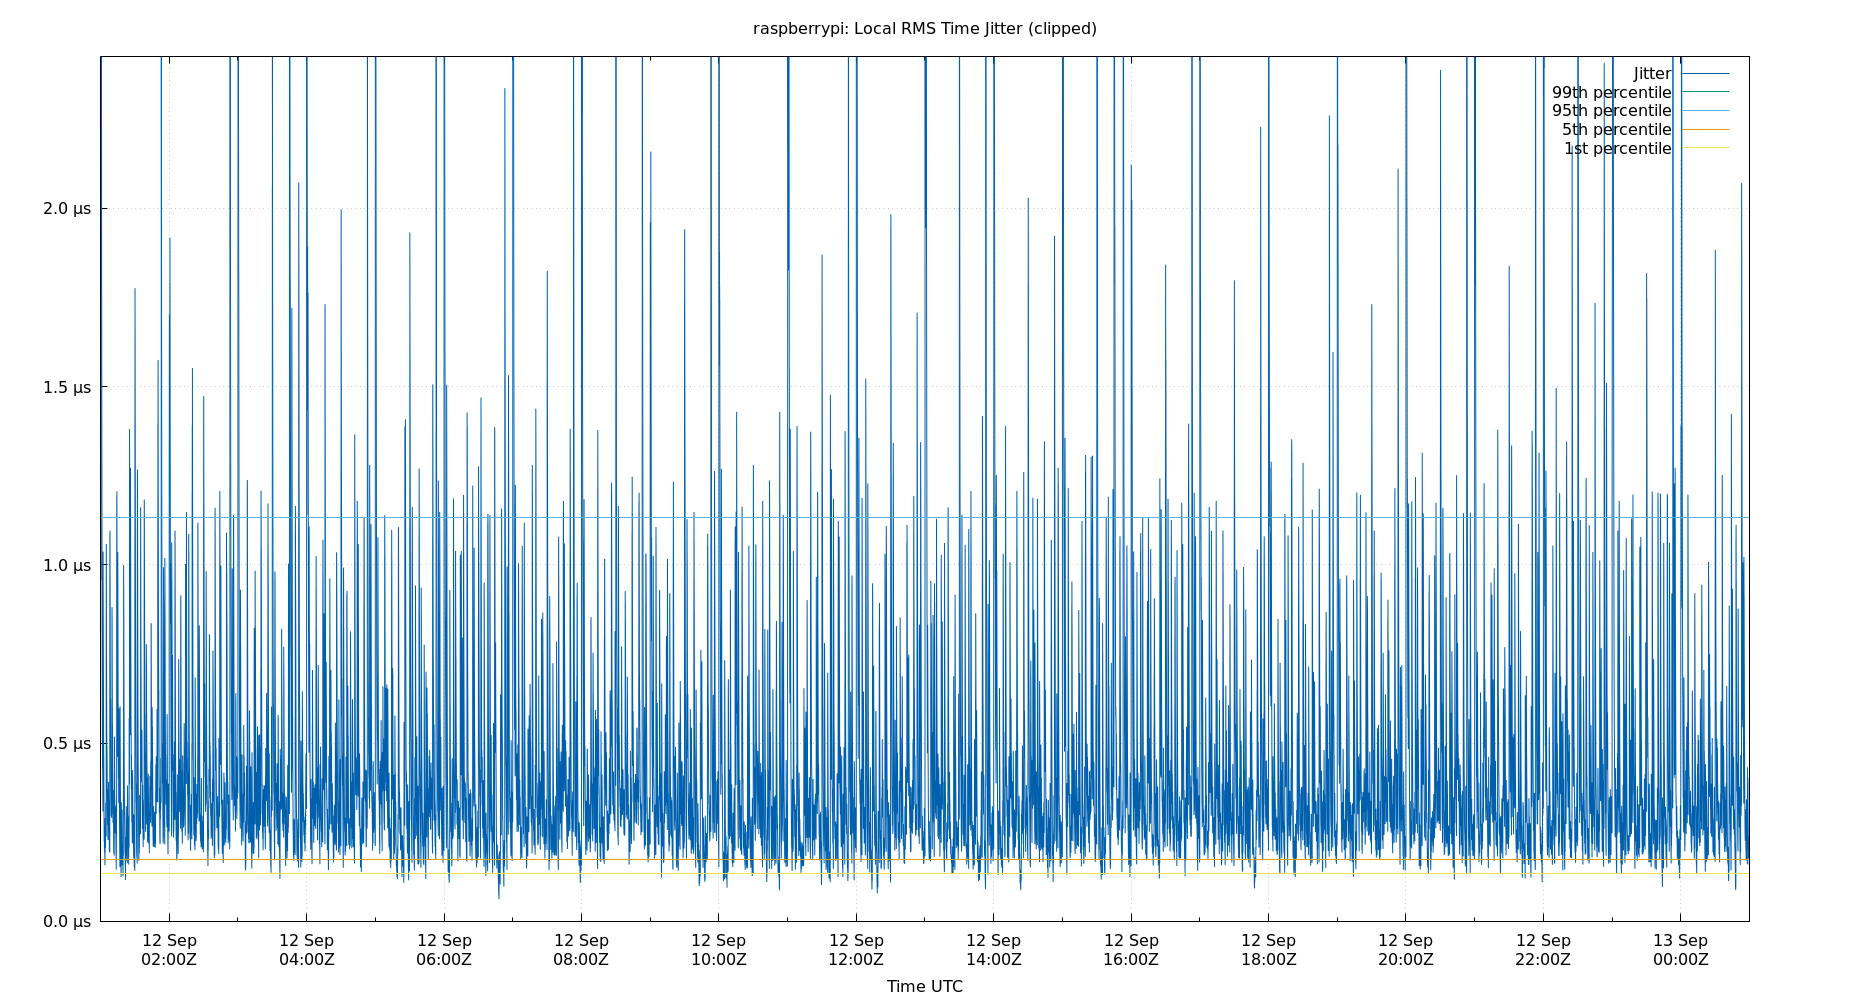 raspberrypi: Local RMS Time Jitter (clipped)
Jitter
99th percentile
95th percentile
5th percentile
1st percentile
2.0 µs
1.5 µs
1.0 µs
0.5 µs
0.0 µs
12 Sep 12 Sep 12 Sep 12 Sep 12 Sep 12 Sep 12 Sep 12 Sep 12 Sep 12 Sep 12 Sep 13 Sep
02:00Z 04:00Z 06:00Z 08:00Z 10:00Z 12:00Z 14:00Z 16:00Z 18:00Z 20:00Z 22:00Z 00:00Z
Time UTC